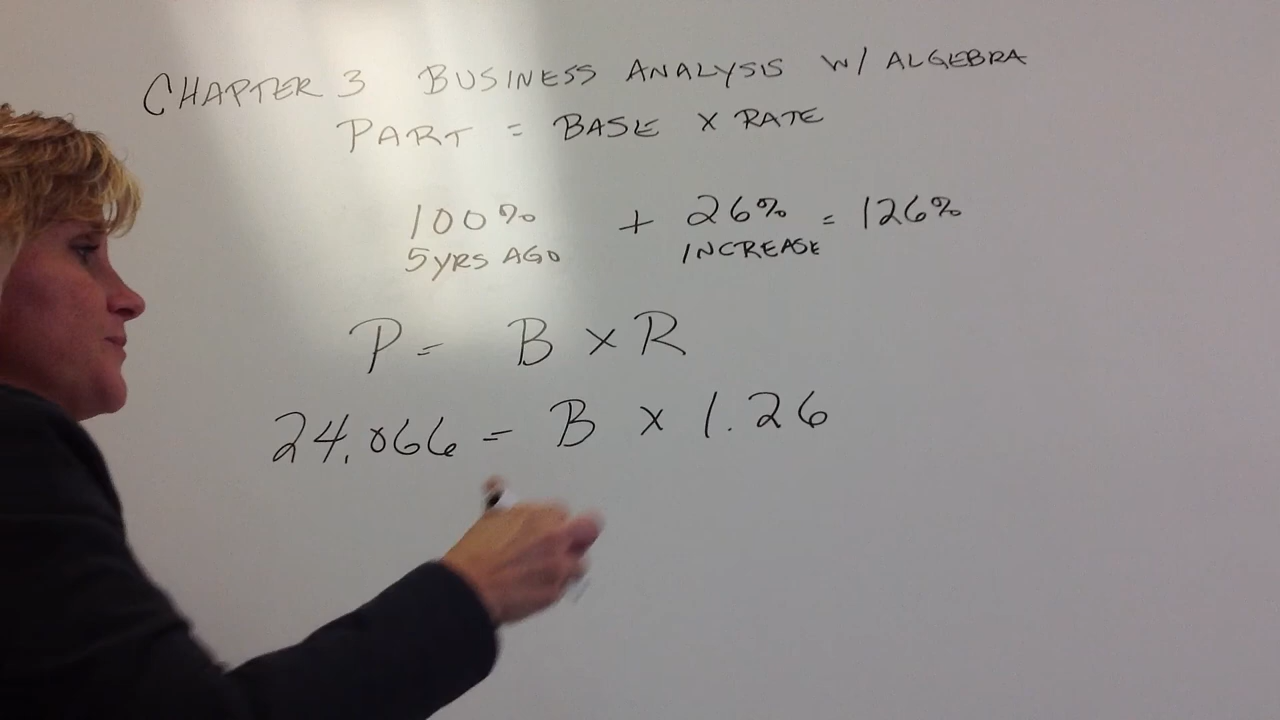 CHAPTER 3 BUSINESS ANALYSIS W/ ALGEBRA
PART = BASE X RATE
100% + 26% = 126%
5YRS AGO INCREASE
P = B X R
24.066 = B X 1.26